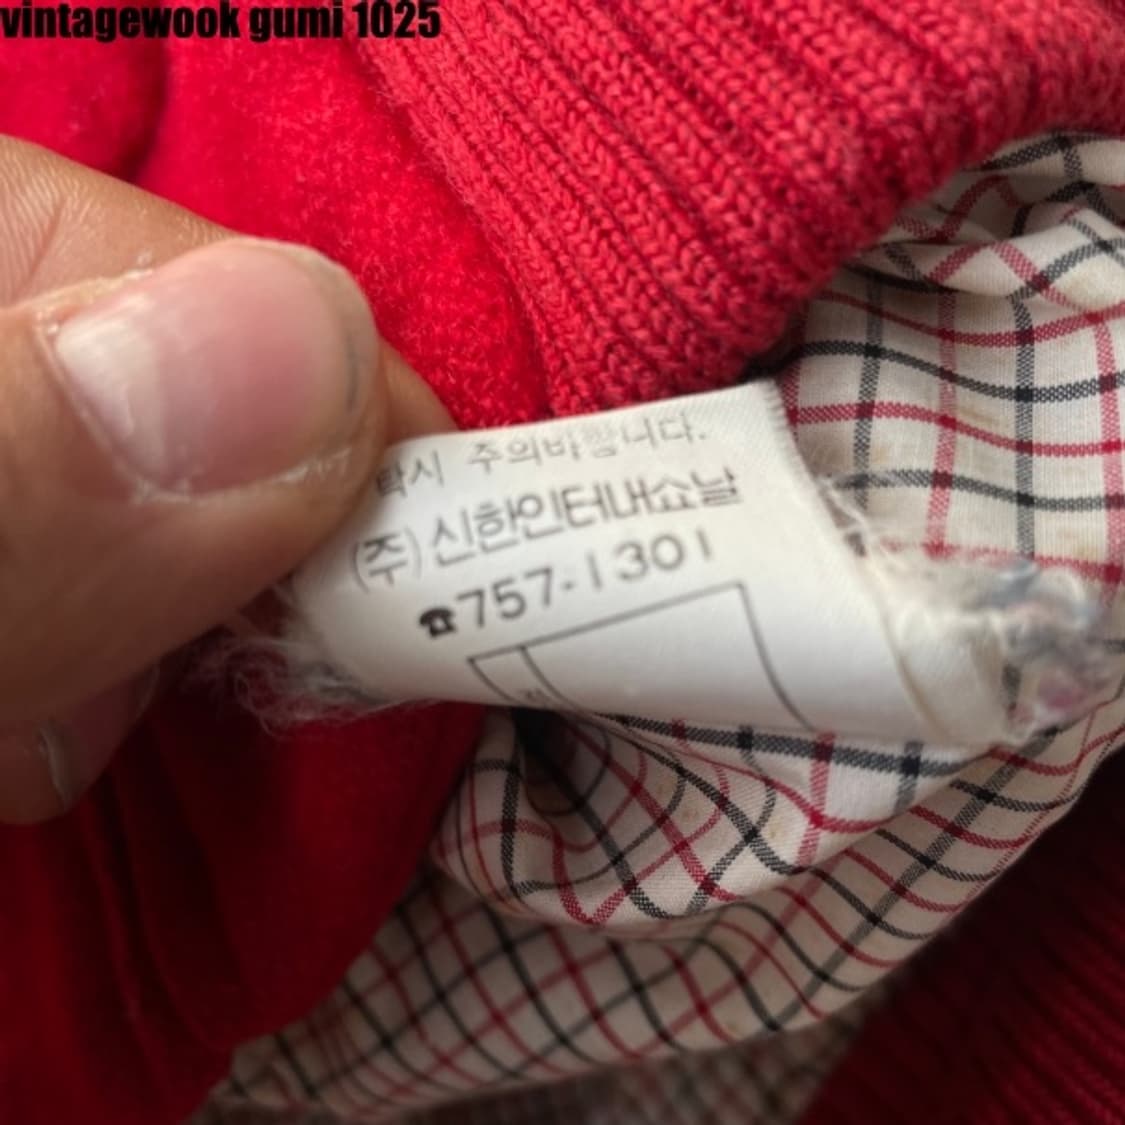 vintagewook gumi 1025
탁시 주의바랍니다.
(주)신한인터내쇼날
☎757-1301